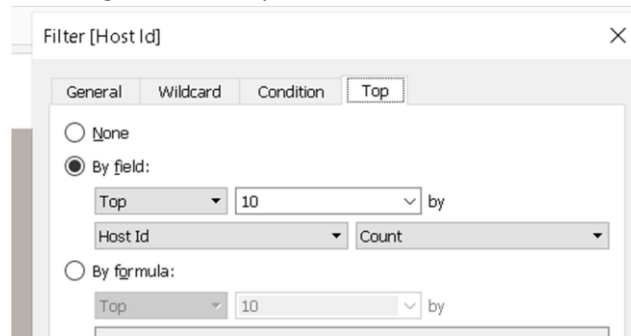 Filter [Host Id]
General Wildcard Condition Top
None
By field:
Top 10 by
Host Id Count
By formula:
Top 10 by